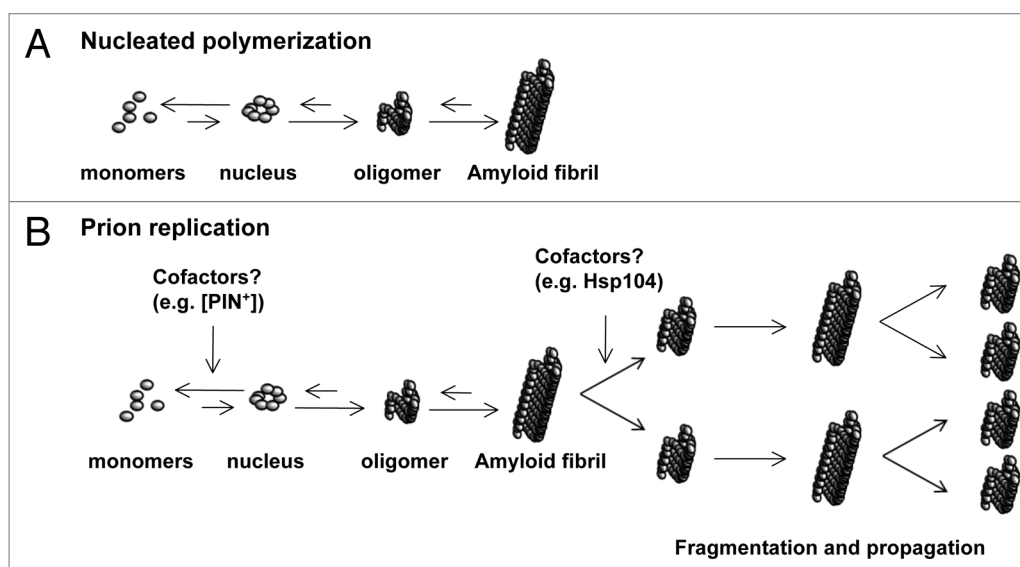 A
Nucleated polymerization
monomers nucleus oligomer Amyloid fibril
B
Prion replication
Cofactors?
(e.g. [PIN⁺])
Cofactors?
(e.g. Hsp104)
monomers nucleus oligomer Amyloid fibril
Fragmentation and propagation